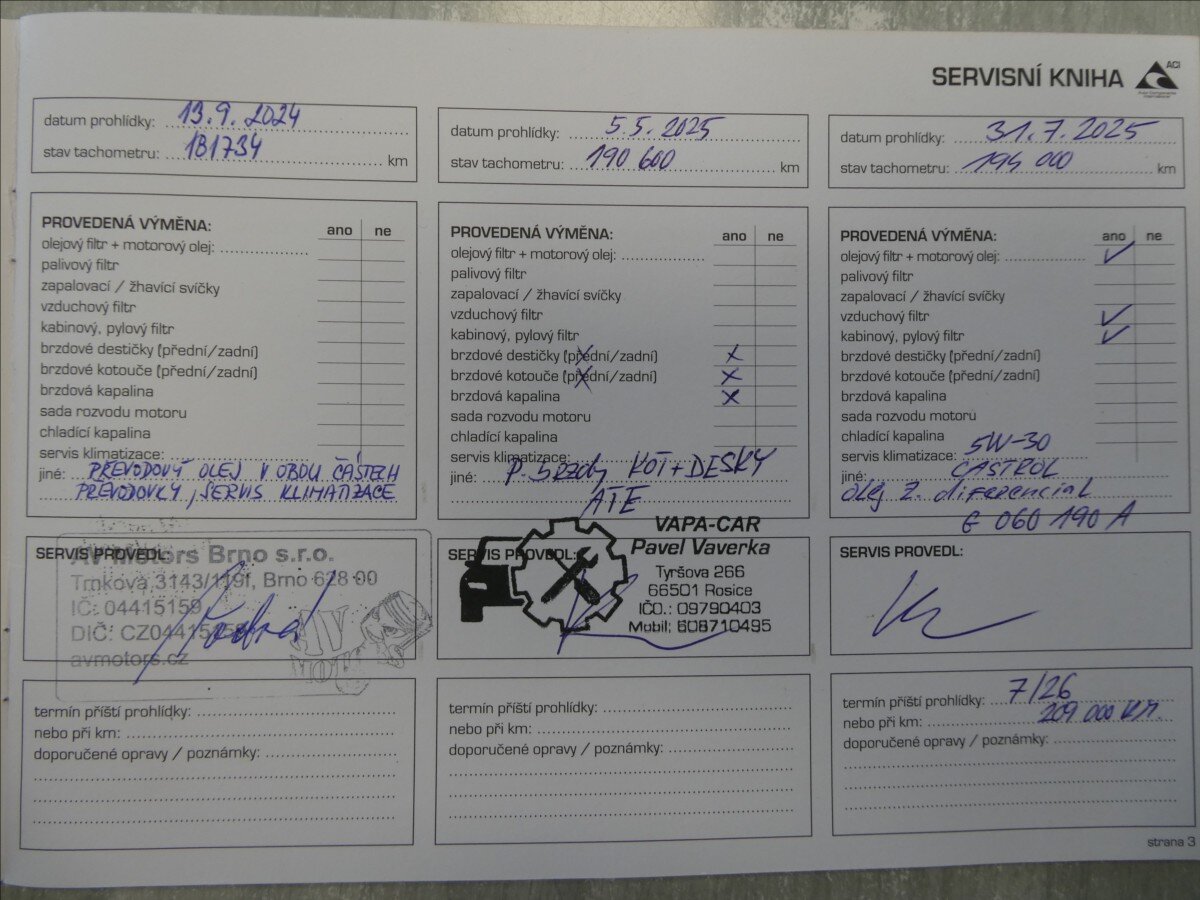 SERVISNÍ KNIHA
ACI
datum prohlídky: 13.9.2024
stav tachometru: 181734 km
PROVEDENÁ VÝMĚNA: ano ne
olejový filtr + motorový olej:
palivový filtr
zapalovací / žhavící svíčky
vzduchový filtr
kabinový, pylový filtr
brzdové destičky (přední/zadní)
brzdové kotouče (přední/zadní)
brzdová kapalina
sada rozvodu motoru
chladící kapalina
servis klimatizace:
jiné: PŘEVODOVÝ OLEJ V OBOU ČÁSTECH
PŘEVODOVKY, SERVIS KLIMATIZACE
SERVIS PROVEDL:
AV Motors Brno s.r.o.
Trnkova 3143/119f, Brno 628 00
IČ: 04415159
DIČ: CZ04415159
avmotors.cz
termín příští prohlídky:
nebo při km:
doporučené opravy / poznámky:
datum prohlídky: 5.5.2025
stav tachometru: 190 600 km
PROVEDENÁ VÝMĚNA: ano ne
olejový filtr + motorový olej:
palivový filtr
zapalovací / žhavící svíčky
vzduchový filtr
kabinový, pylový filtr
brzdové destičky (přední/zadní) x
brzdové kotouče (přední/zadní) x
brzdová kapalina x
sada rozvodu motoru
chladící kapalina
servis klimatizace:
jiné: P. Brzdy KOT + DESKY
ATE
SERVIS PROVEDL:
VAPA-CAR
Pavel Vaverka
Tyršova 266
66501 Rosice
IČO.: 09790403
Mobil: 608710495
termín příští prohlídky:
nebo při km:
doporučené opravy / poznámky:
datum prohlídky: 31.7.2025
stav tachometru: 194 000 km
PROVEDENÁ VÝMĚNA: ano ne
olejový filtr + motorový olej: ✓
palivový filtr
zapalovací / žhavící svíčky
vzduchový filtr ✓
kabinový, pylový filtr ✓
brzdové destičky (přední/zadní)
brzdové kotouče (přední/zadní)
brzdová kapalina
sada rozvodu motoru
chladící kapalina
servis klimatizace: 5W-30
jiné: CASTROL
olej z. diferenciál
G 060 190 A
SERVIS PROVEDL:
termín příští prohlídky: 7/26
nebo při km: 209 000 km.
doporučené opravy / poznámky:
strana 3